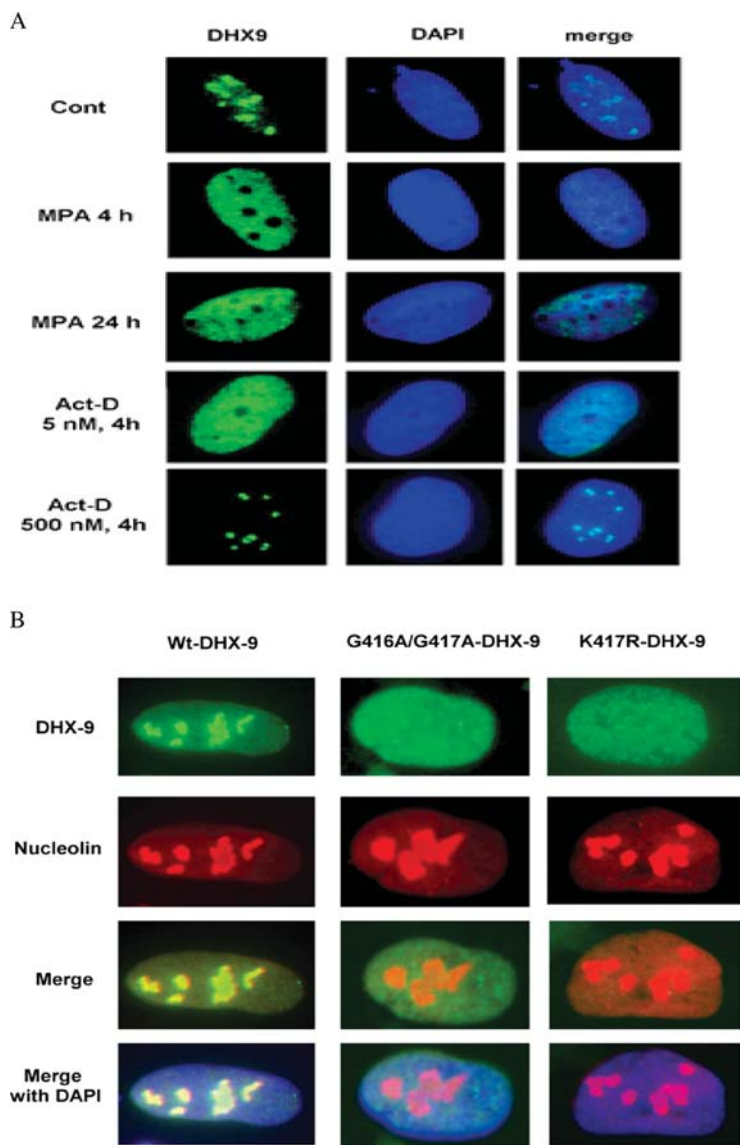 A
DHX9 DAPI merge
Cont
MPA 4 h
MPA 24 h
Act-D
5 nM, 4h
Act-D
500 nM, 4h
B
Wt-DHX-9 G416A/G417A-DHX-9 K417R-DHX-9
DHX-9
Nucleolin
Merge
Merge
with DAPI